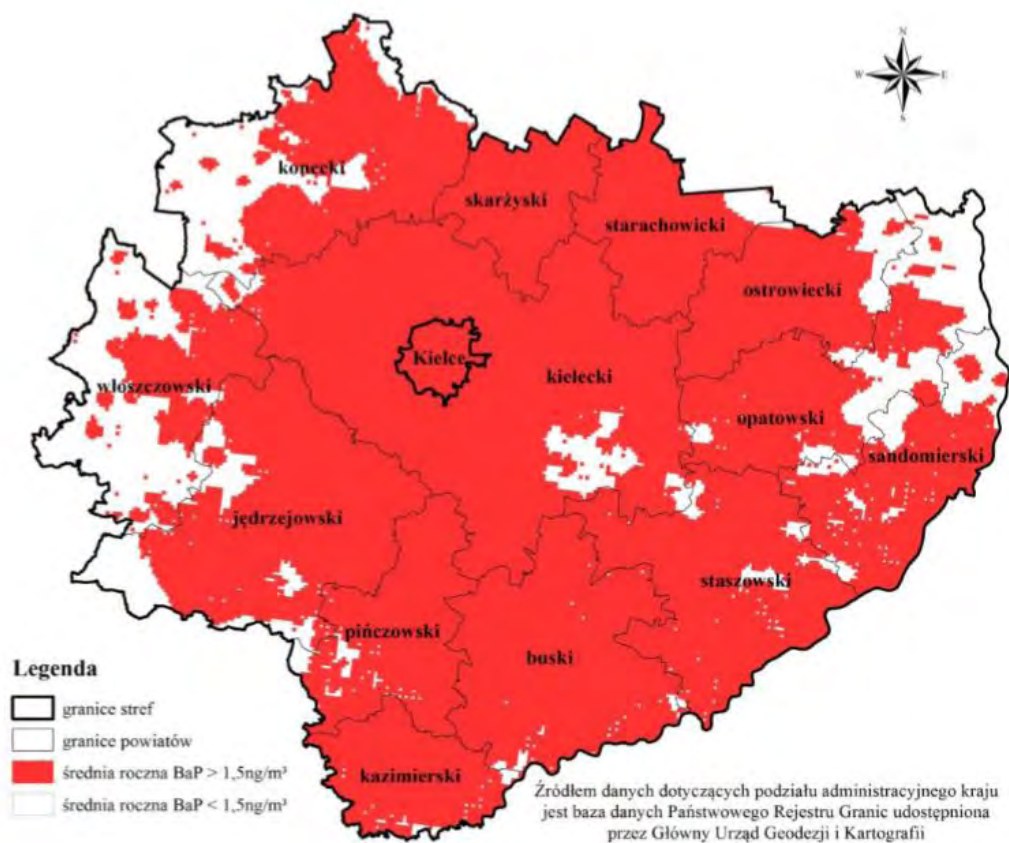 N
W E
S
konecki
skarżyski
starachowicki
ostrowiecki
Kielce
kielecki
włoszczowski
opatowski
sandomierski
jędrzejowski
staszowski
pińczowski
buski
kazimierski
Legenda
granice stref
granice powiatów
średnia roczna BaP > 1,5ng/m³
średnia roczna BaP < 1,5ng/m³
Źródłem danych dotyczących podziału administracyjnego kraju
jest baza danych Państwowego Rejestru Granic udostępniona
przez Główny Urząd Geodezji i Kartografii